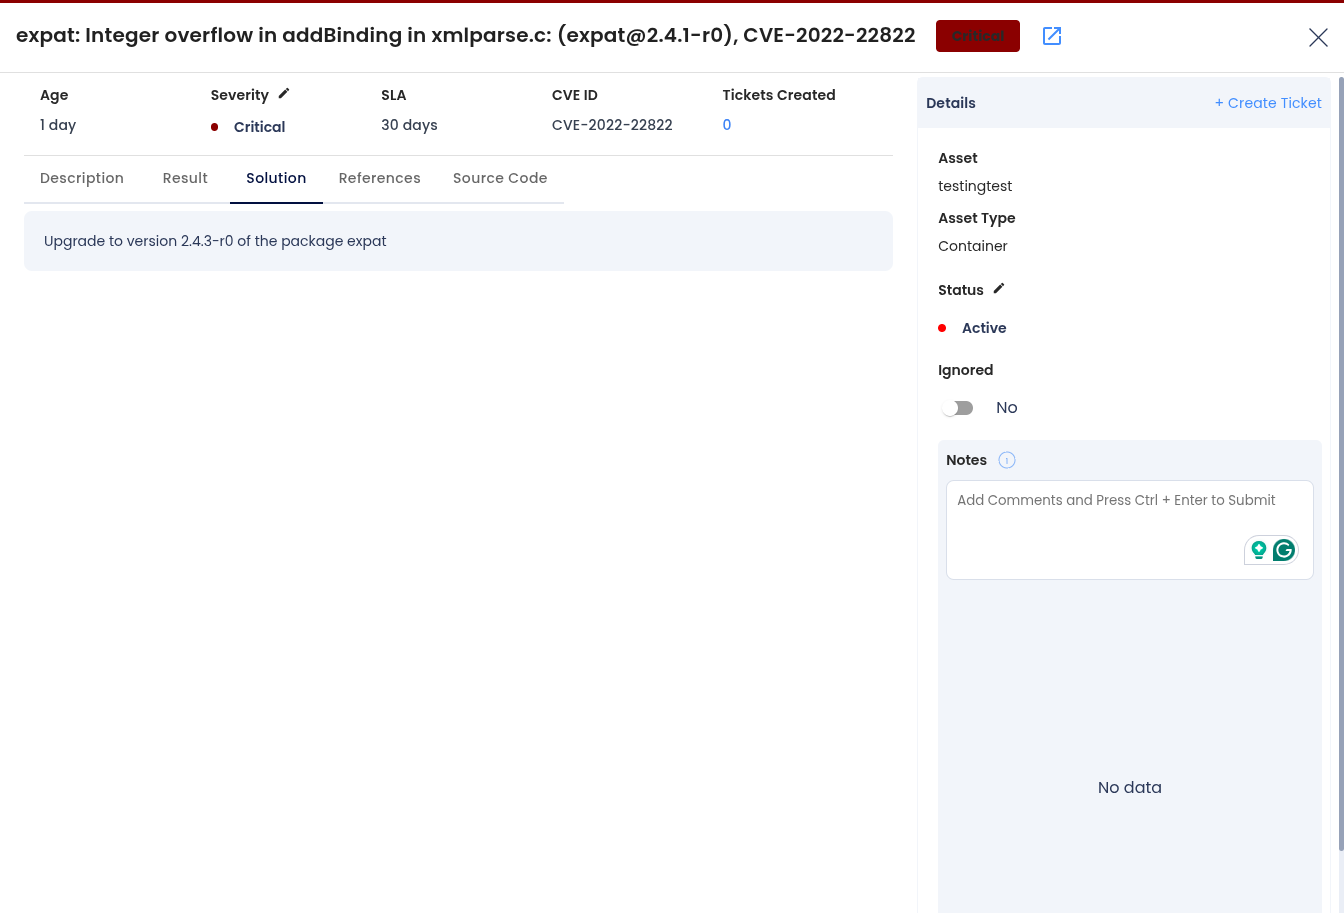 expat: Integer overflow in addBinding in xmlparse.c: (expat@2.4.1-r0), CVE-2022-22822 Critical
Age Severity SLA CVE ID Tickets Created
1 day Critical 30 days CVE-2022-22822 0
Description Result Solution References Source Code
Upgrade to version 2.4.3-r0 of the package expat
Details + Create Ticket
Asset
testingtest
Asset Type
Container
Status
Active
Ignored
No
Notes
Add Comments and Press Ctrl + Enter to Submit
No data